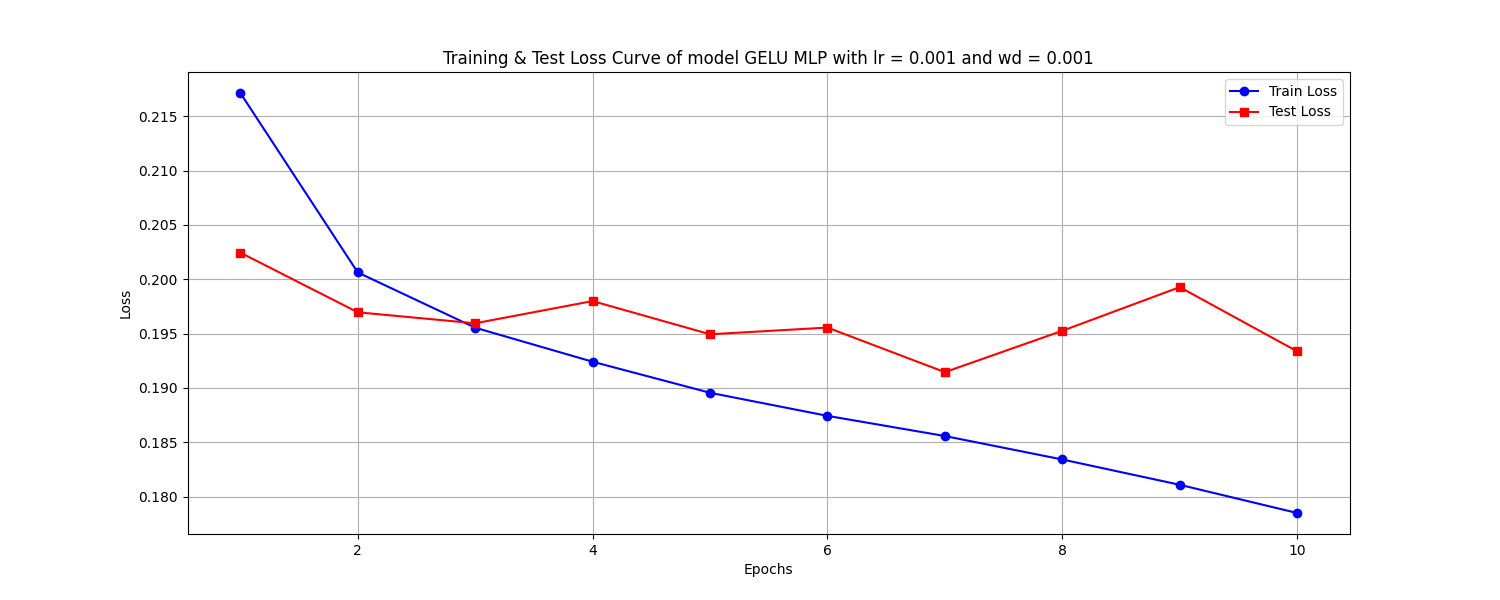 Training & Test Loss Curve of model GELU MLP with lr = 0.001 and wd = 0.001
Train Loss
Test Loss
0.215
0.210
0.205
0.200
0.195
0.190
0.185
0.180
Loss
2
4
6
8
10
Epochs